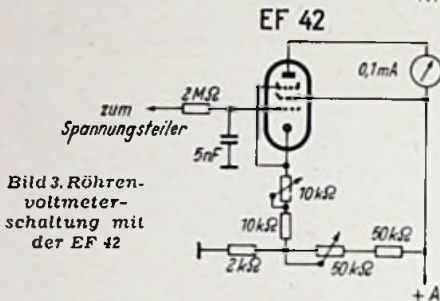 EF 42
0,1mA
2MΩ
zum
Spannungsteiler
5nF
Bild 3. Röhren-
voltmeter-
schaltung mit
der EF 42
10kΩ
10kΩ
50kΩ
2kΩ
50kΩ
+A